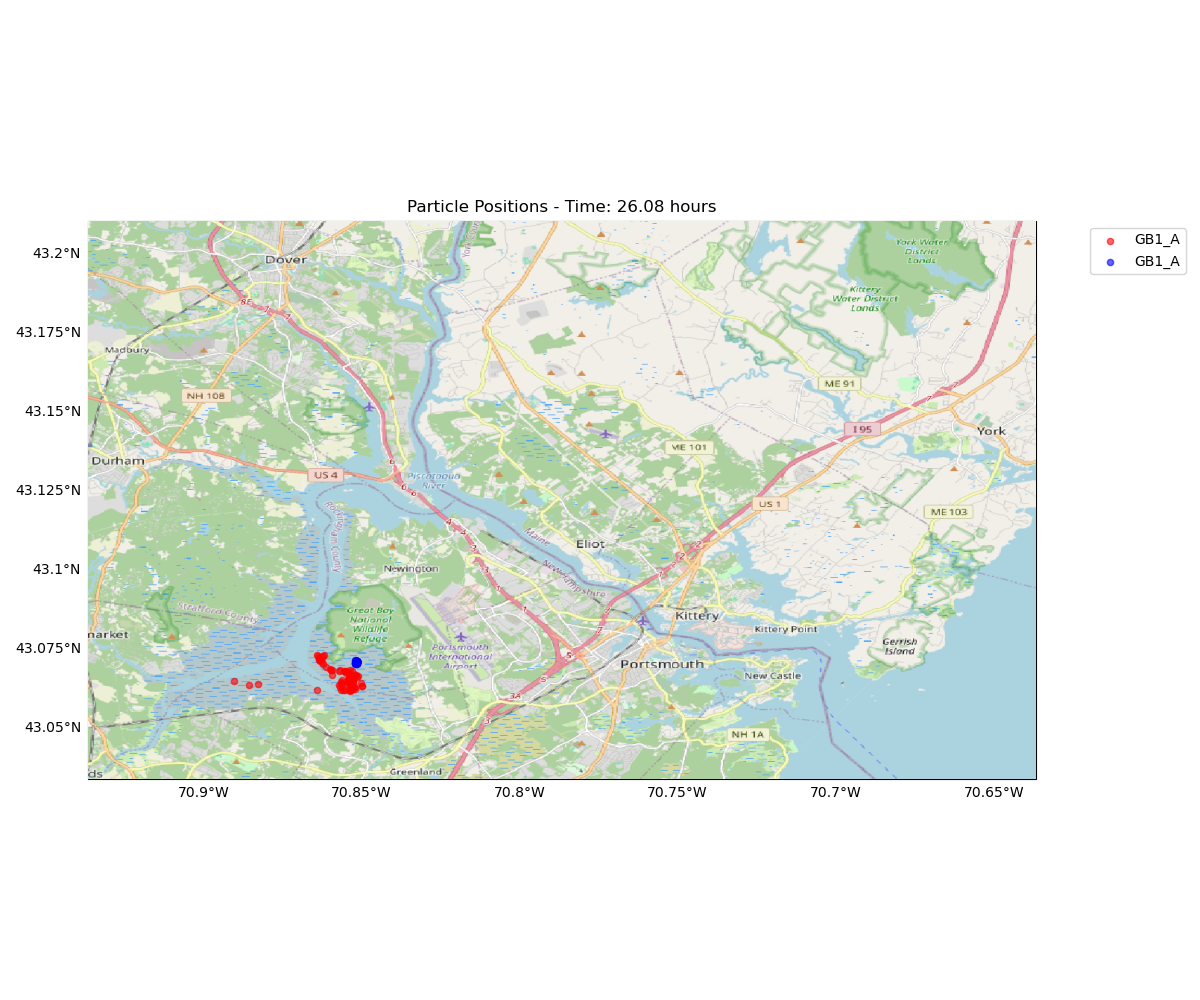 Particle Positions - Time: 26.08 hours
GB1_A
GB1_A
43.2°N
43.175°N
43.15°N
43.125°N
43.1°N
43.075°N
43.05°N
70.9°W
70.85°W
70.8°W
70.75°W
70.7°W
70.65°W
Dover
York Water
District
Lands
Kittery
Water District
Lands
Madbury
NH 108
ME 91
I 95
York
ME 101
Durham
US 4
Piscataqua
River
US 1
ME 103
Rockingham County
Maine
New Hampshire
Eliot
Newington
Strafford County
Great Bay
National
Wildlife
Refuge
Kittery
Kittery Point
Gerrish
Island
market
Portsmouth
International
Airport
Portsmouth
New Castle
3A
NH 1A
Greenland
ds